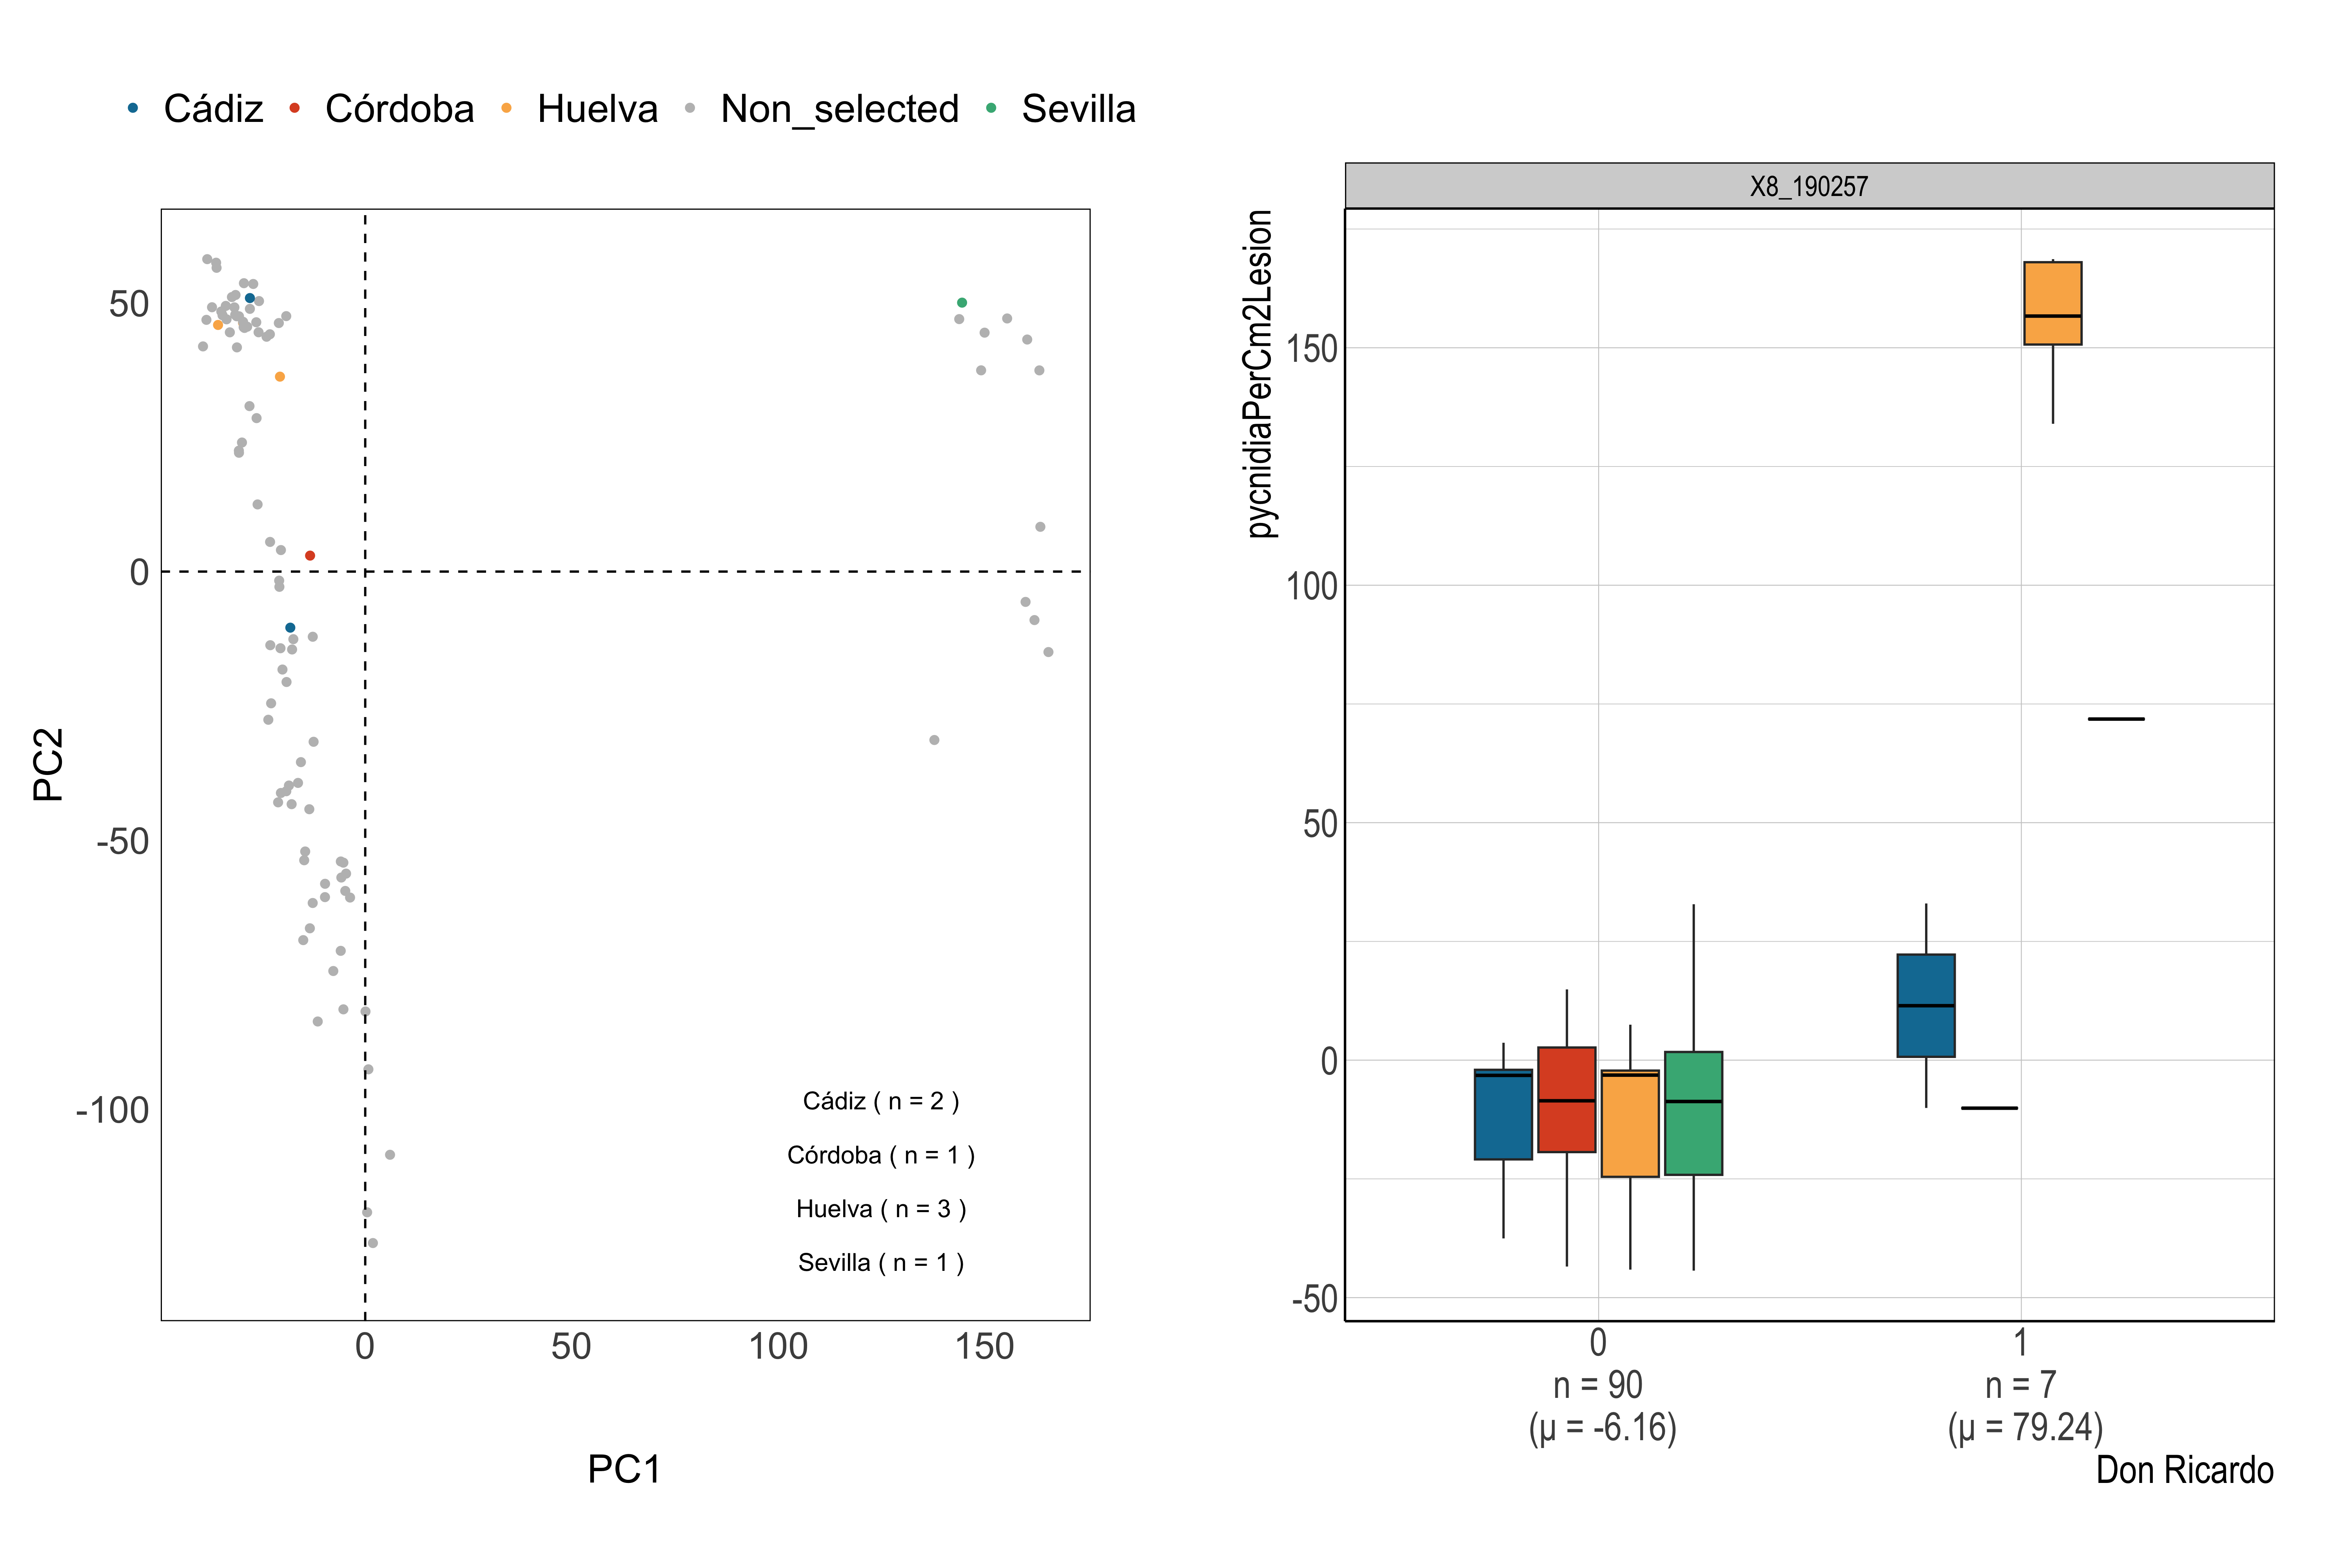 Cádiz Córdoba Huelva Non_selected Sevilla
PC2
50
0
-50
-100
Cádiz ( n = 2 )
Córdoba ( n = 1 )
Huelva ( n = 3 )
Sevilla ( n = 1 )
0 50 100 150
PC1
X8_190257
pycnidiaPerCm2Lesion
150
100
50
0
-50
0 1
n = 90 n = 7
(μ = -6.16) (μ = 79.24)
Don Ricardo